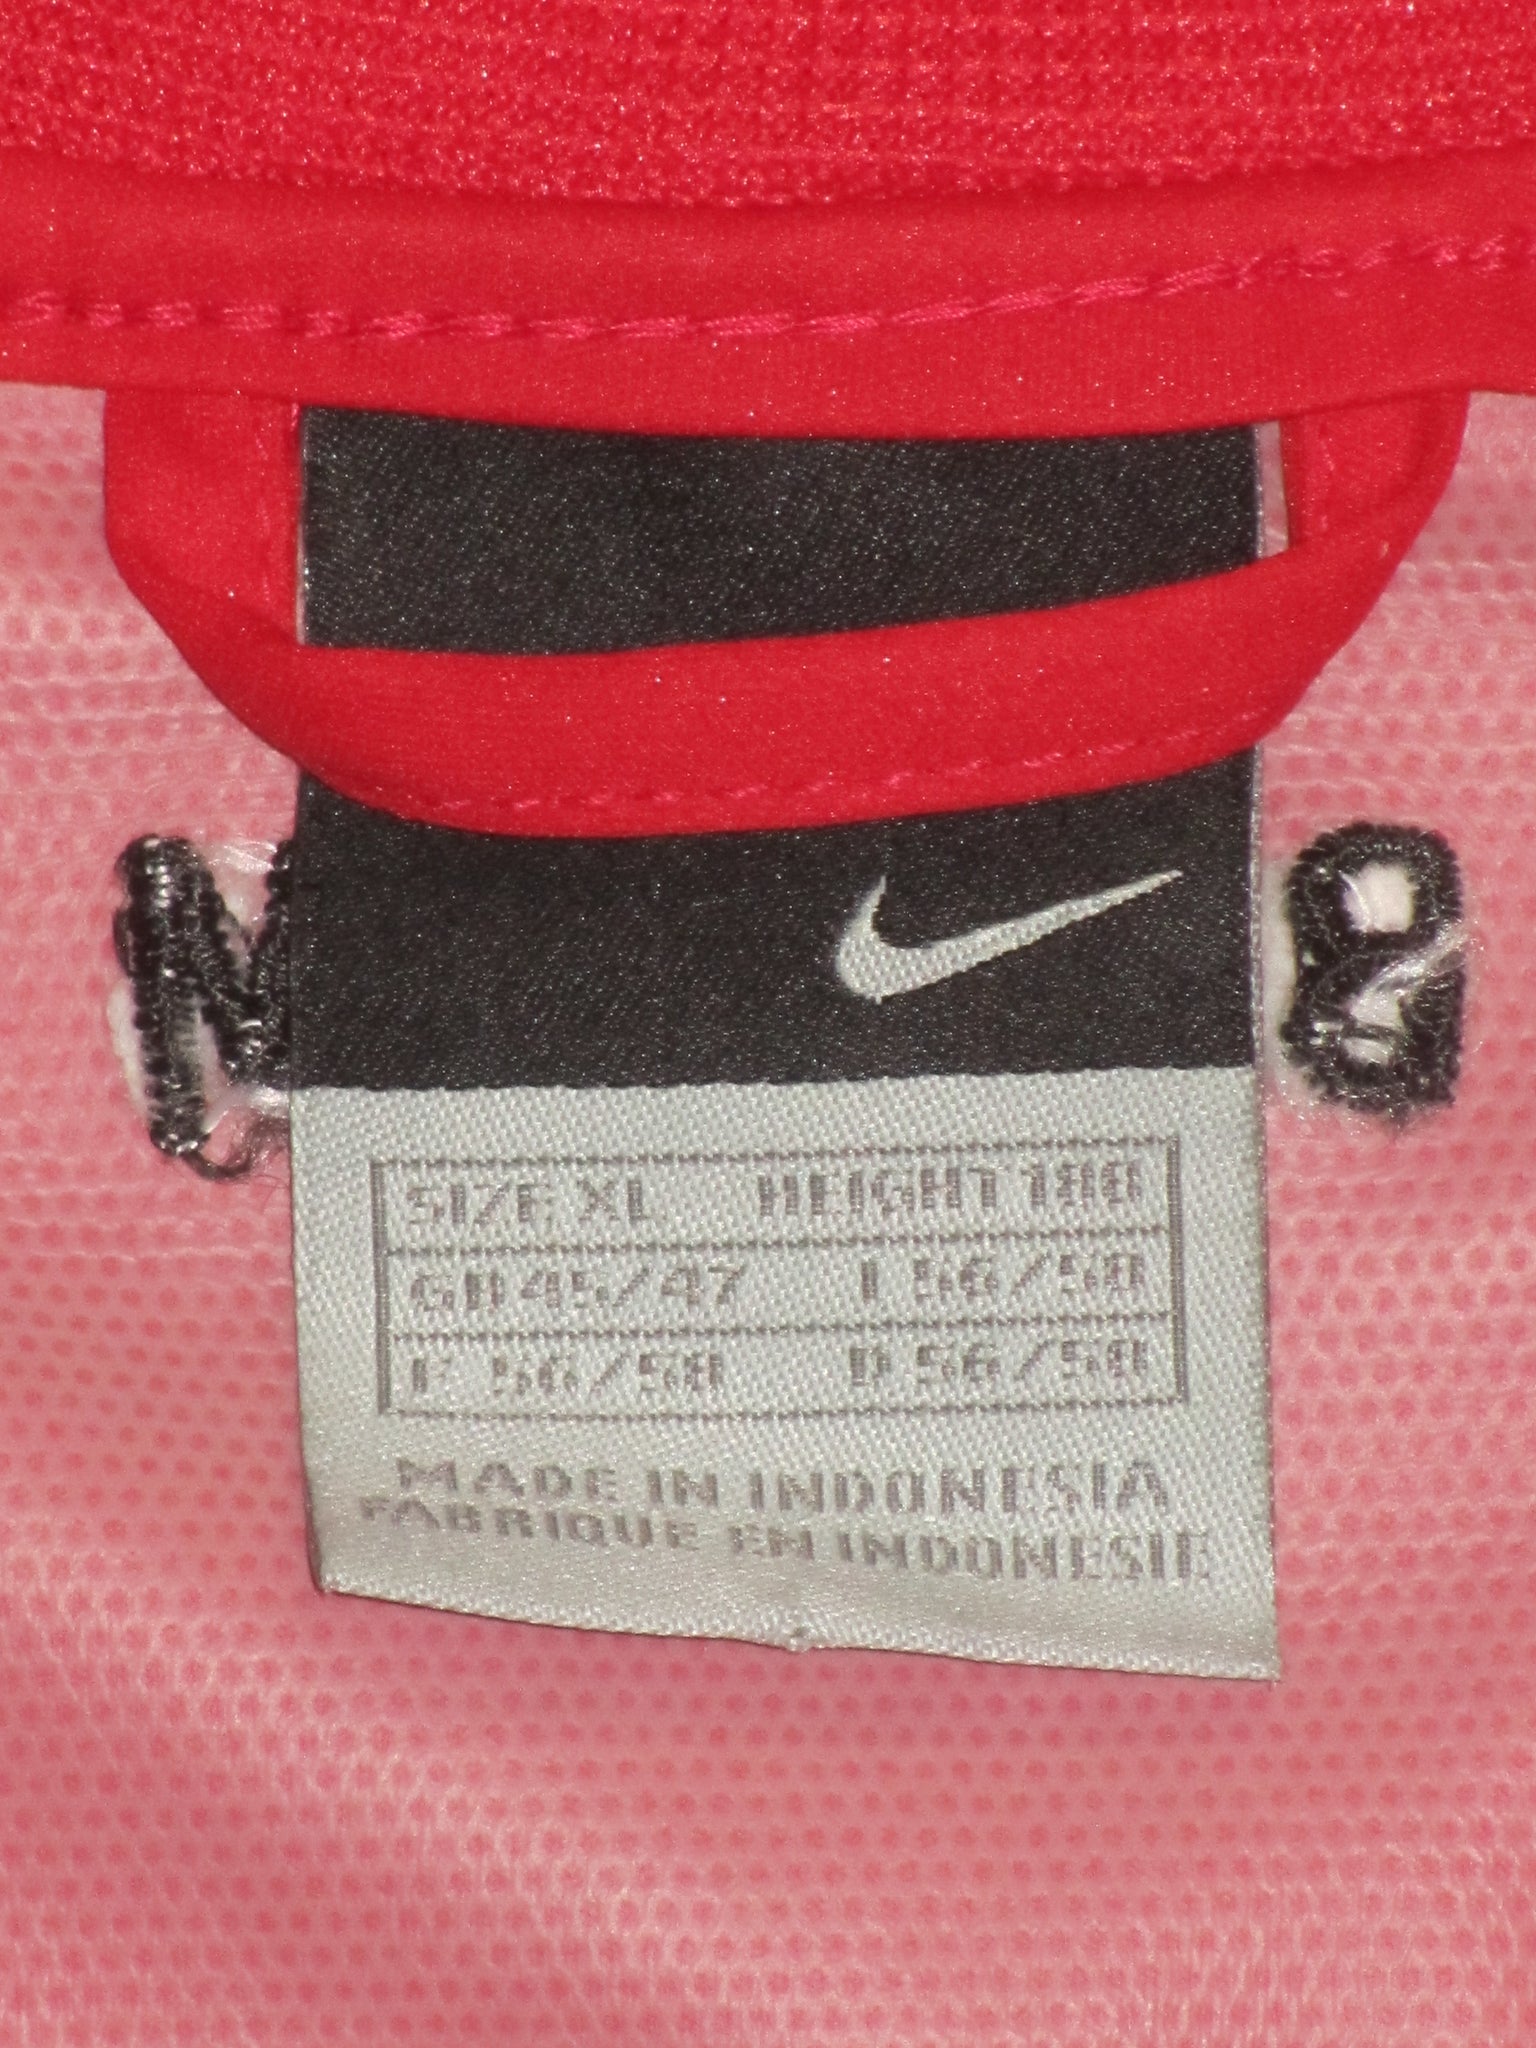 SIZE XL HEIGHT 188
GB 45/47 I 56/58
F 56/58 D 56/58
MADE IN INDONESIA
FABRIQUE EN INDONESIE